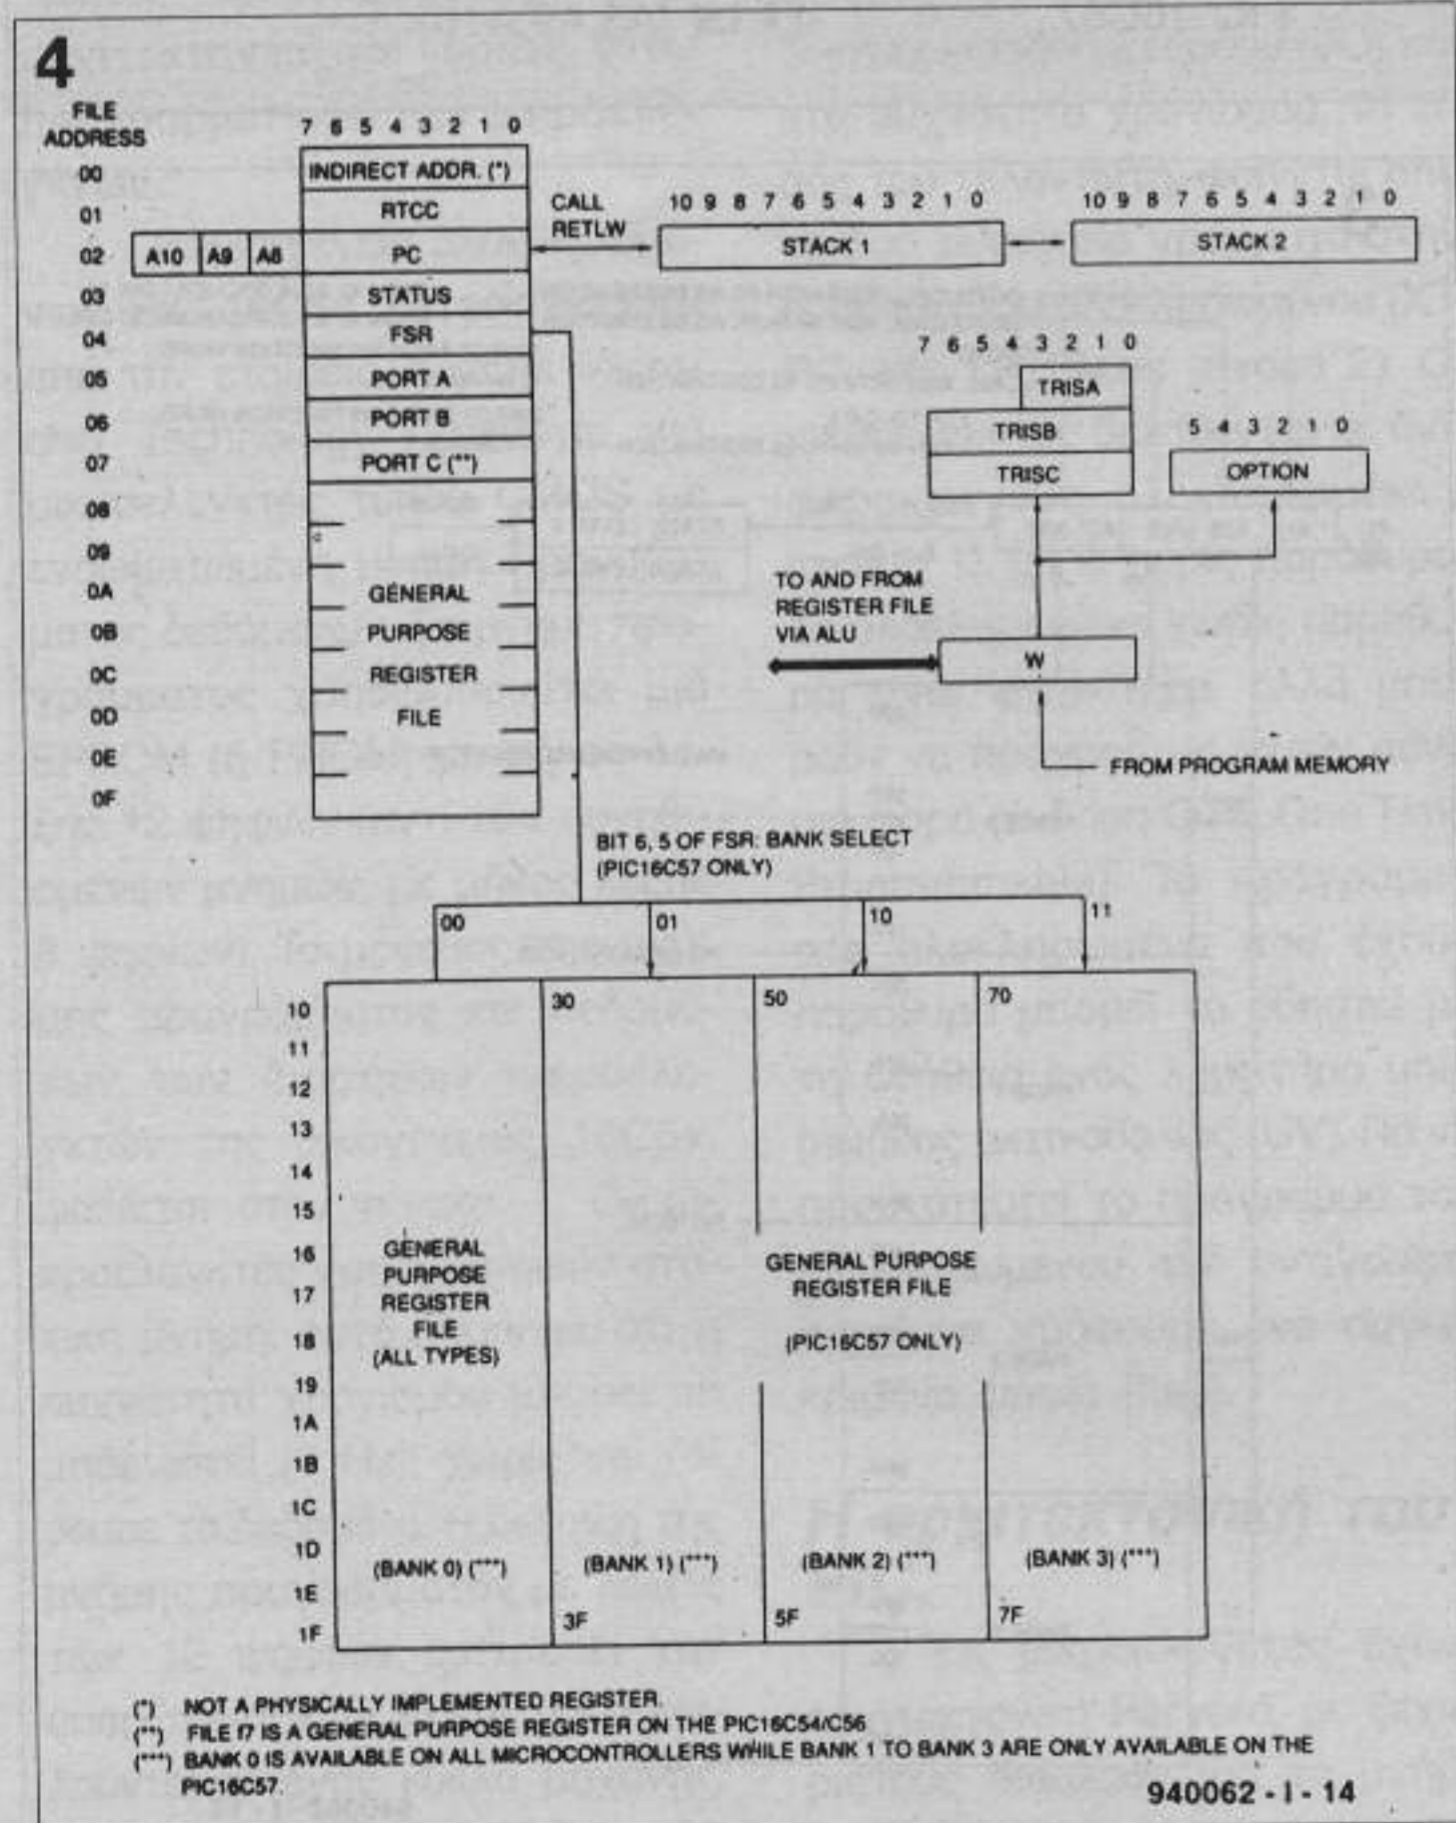 4
FILE
ADDRESS
7 6 5 4 3 2 1 0
00
INDIRECT ADDR. (*)
01
RTCC
CALL
RETLW
10 9 8 7 6 5 4 3 2 1 0
10 9 8 7 6 5 4 3 2 1 0
02
A10 A9 A8
PC
STACK 1
STACK 2
03
STATUS
04
FSR
05
PORT A
06
PORT B
07
PORT C (**)
08
09
0A
GENERAL
0B
PURPOSE
0C
REGISTER
0D
FILE
0E
0F
7 6 5 4 3 2 1 0
TRISA
TRISB
TRISC
5 4 3 2 1 0
OPTION
TO AND FROM
REGISTER FILE
VIA ALU
W
FROM PROGRAM MEMORY
BIT 6, 5 OF FSR: BANK SELECT
(PIC16C57 ONLY)
00
01
10
11
10
30
50
70
11
12
13
14
15
16
17
18
19
1A
1B
1C
1D
1E
1F
GENERAL
PURPOSE
REGISTER
FILE
(ALL TYPES)
GENERAL PURPOSE
REGISTER FILE
(PIC16C57 ONLY)
(BANK 0) (***)
(BANK 1) (***)
(BANK 2) (***)
(BANK 3) (***)
3F
5F
7F
(*) NOT A PHYSICALLY IMPLEMENTED REGISTER.
(**) FILE f7 IS A GENERAL PURPOSE REGISTER ON THE PIC16C54/C56
(***) BANK 0 IS AVAILABLE ON ALL MICROCONTROLLERS WHILE BANK 1 TO BANK 3 ARE ONLY AVAILABLE ON THE
PIC16C57.
940062 - I - 14